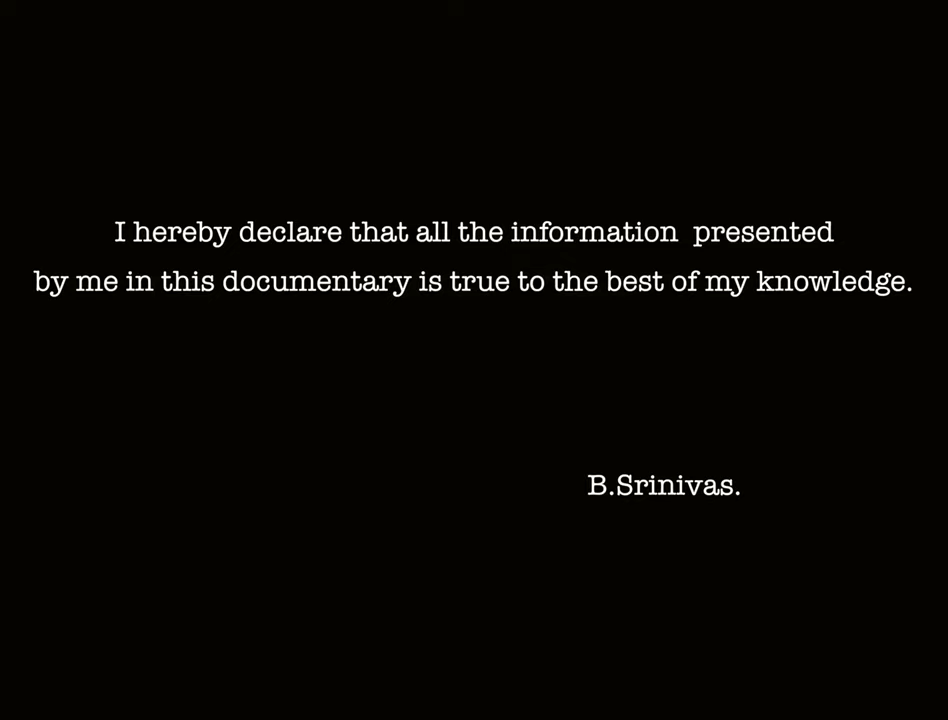 I hereby declare that all the information  presented
by me in this documentary is true to the best of my knowledge.
B.Srinivas.